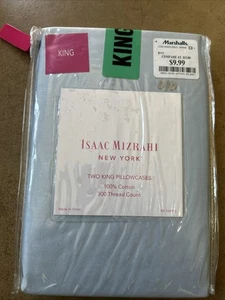 KING
KING
Marshalls.
$9.99
ISAAC MIZRAHI
NEW YORK
TWO KING PILLOWCASES
100% Cotton
300 Thread Count